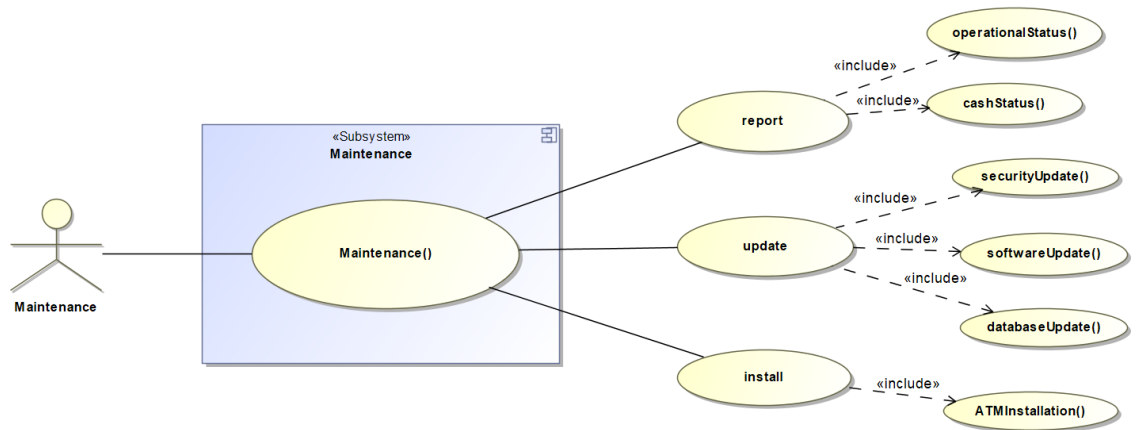 operationalStatus()
«include»
cashStatus()
«include»
report
«Subsystem»
Maintenance
securityUpdate()
«include»
Maintenance()
update
«include»
softwareUpdate()
«include»
databaseUpdate()
Maintenance
install
«include»
ATMInstallation()